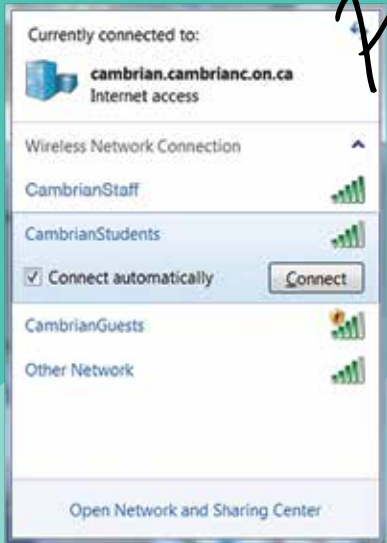 Currently connected to:
cambrian.cambrianc.on.ca
Internet access
Wireless Network Connection
CambrianStaff
CambrianStudents
Connect automatically
Connect
CambrianGuests
Other Network
Open Network and Sharing Center